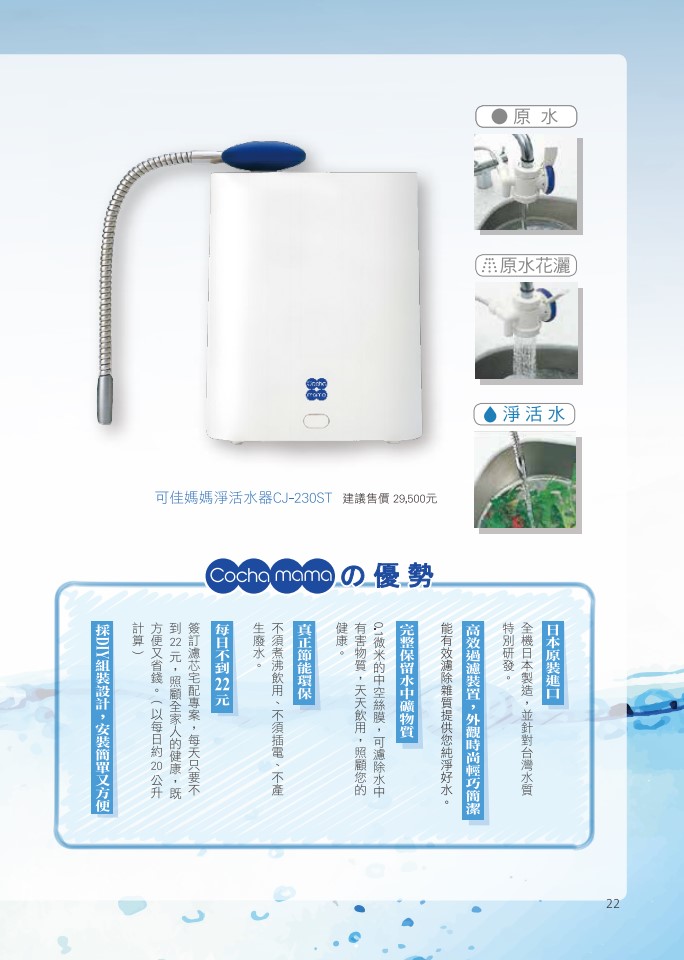 原水
原水花灑
淨活水
Cocha
mama
可佳媽媽淨活水器CJ-230ST 建議售價 29,500元
Cocha mama の優勢
日本原裝進口
全機日本製造，並針對台灣水質
特別研發。
高效過濾裝置，外觀時尚輕巧簡潔
能有效濾除雜質提供您純淨好水。
完整保留水中礦物質
0.1微米的中空絲膜，可濾除水中
有害物質，天天飲用，照顧您的
健康。
真正節能環保
不須煮沸飲用、不須插電、不產
生廢水。
每日不到22元
簽訂濾芯宅配專案，每天只要不
到22元，照顧全家人的健康，既
方便又省錢。（以每日約20公升
計算）
採DIY組裝設計，安裝簡單又方便
22